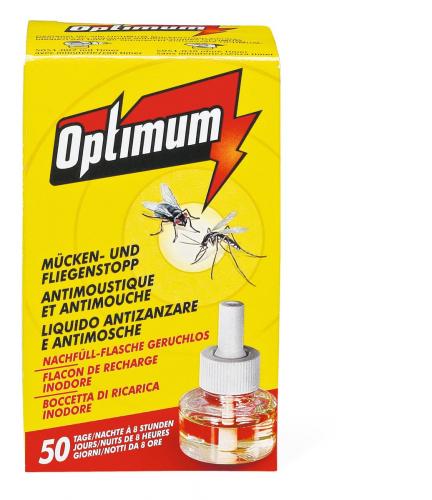 Optimum
MÜCKEN- UND
FLIEGENSTOPP
ANTIMOUSTIQUE
ET ANTIMOUCHE
LIQUIDO ANTIZANZARE
E ANTIMOSCHE
NACHFÜLL-FLASCHE GERUCHLOS
FLACON DE RECHARGE
INODORE
BOCCETTA DI RICARICA
INODORE
50 TAGE/NÄCHTE À 8 STUNDEN
JOURS/NUITS DE 8 HEURES
GIORNI/NOTTI DA 8 ORE